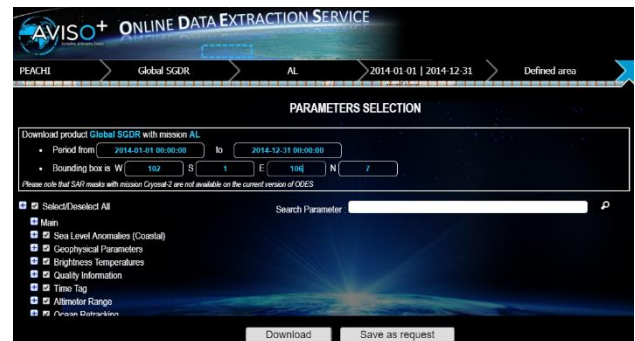 AVISO+ ONLINE DATA EXTRACTION SERVICE
PEACHI Global SGDR AL 2014-01-01 | 2014-12-31 Defined area
PARAMETERS SELECTION
Download product Global SGDR with mission AL
• Period from 2014-01-01 00:00:00 to 2014-12-31 00:00:00
• Bounding box is W 102 S 1 E 106 N 7
Please note that SAR masks with mission Cryosat-2 are not available on the current version of ODES
Select/Deselect All Search Parameter :
Main
Sea Level Anomalies (Coastal)
Geophysical Parameters
Brightness Temperatures
Quality Information
Time Tag
Altimeter Range
Ocean Retracking
Download Save as request